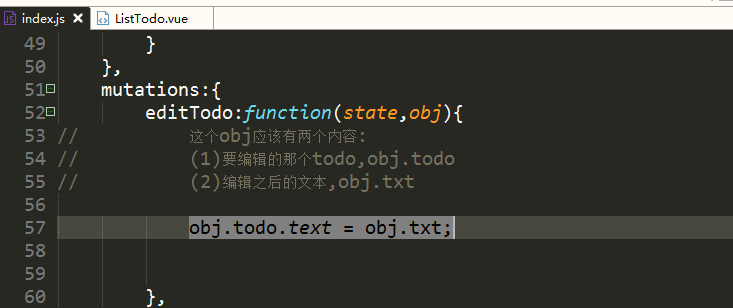 index.js ListTodo.vue
49 }
50 },
51 mutations:{
52 editTodo:function(state,obj){
53 // 这个obj应该有两个内容:
54 // (1)要编辑的那个todo,obj.todo
55 // (2)编辑之后的文本,obj.txt
56
57 obj.todo.text = obj.txt;
58
59
60 },